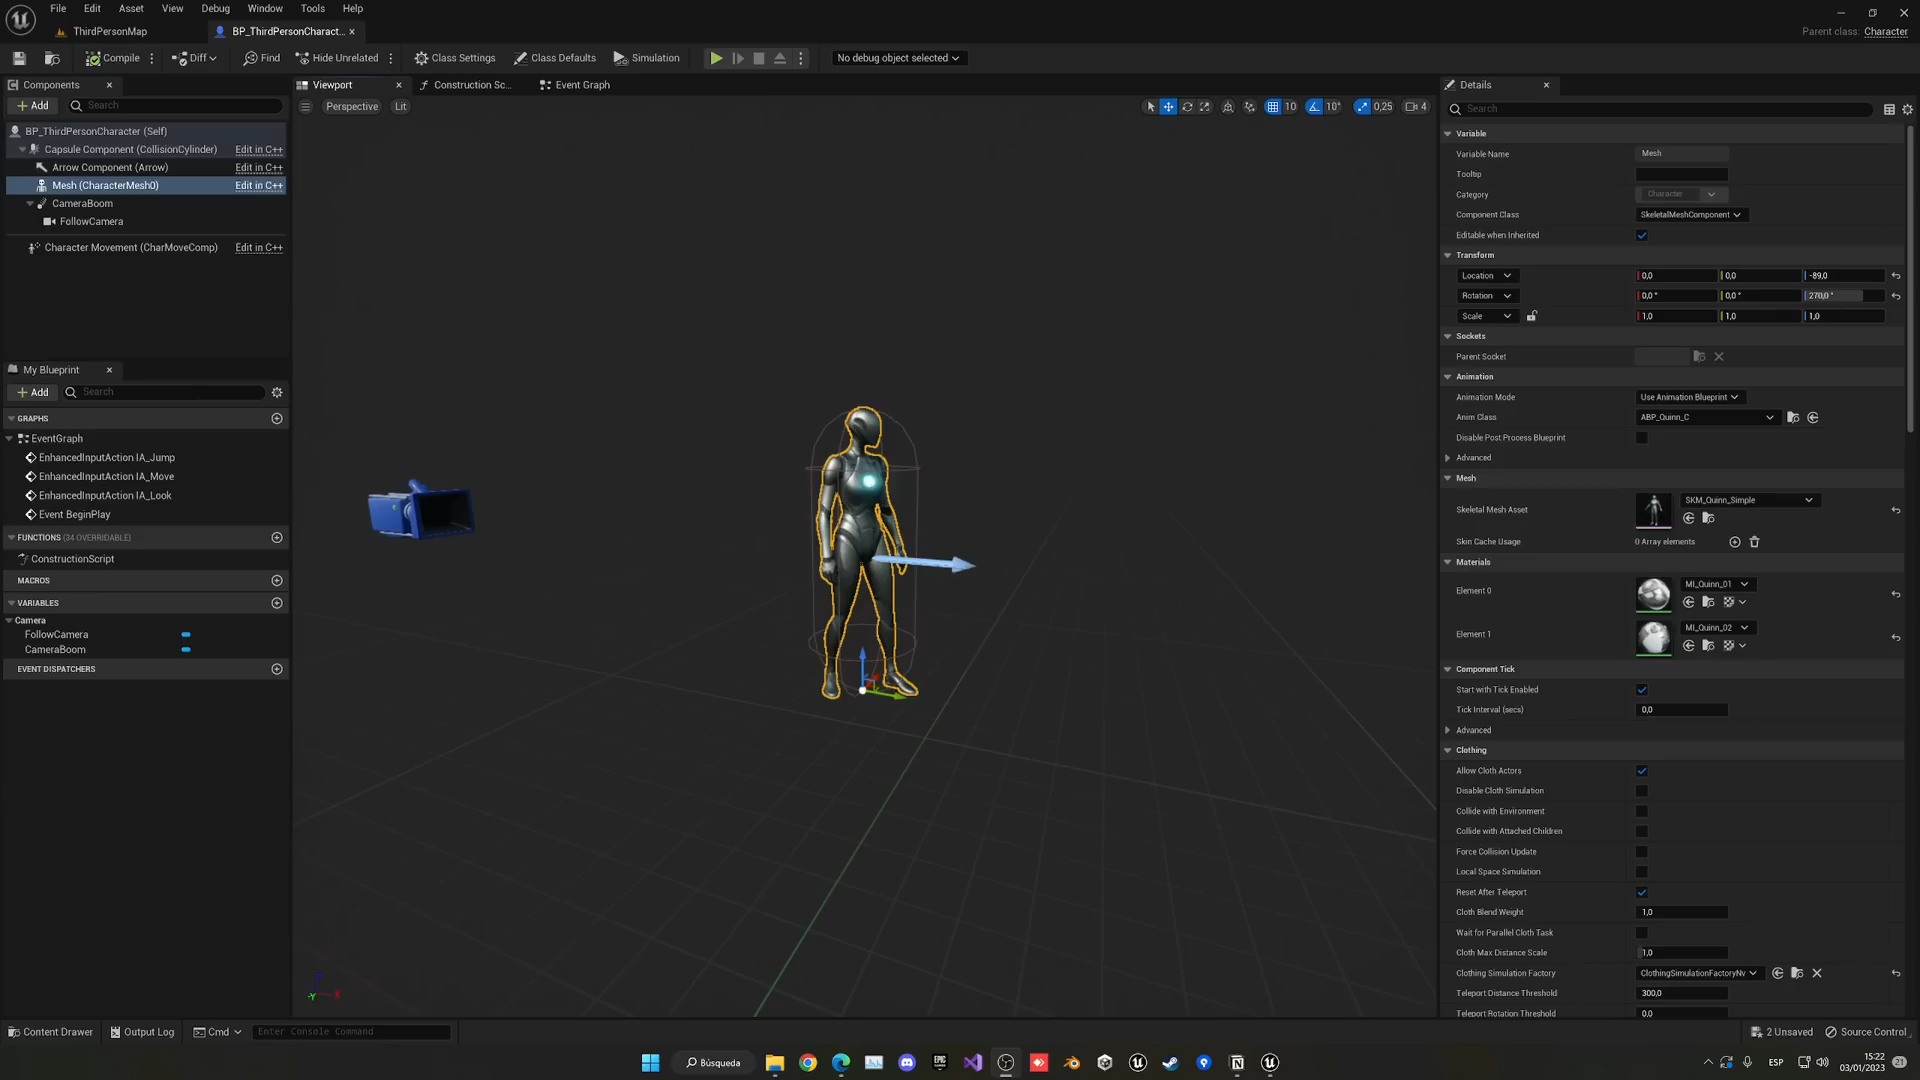 File Edit Asset View Debug Window Tools Help
ThirdPersonMap
BP_ThirdPersonCharact...
Parent class: Character
Compile Diff Find Hide Unrelated Class Settings Class Defaults Simulation No debug object selected
Components
Add Search
BP_ThirdPersonCharacter (Self)
Capsule Component (CollisionCylinder) Edit in C++
Arrow Component (Arrow) Edit in C++
Mesh (CharacterMesh0) Edit in C++
CameraBoom
FollowCamera
Character Movement (CharMoveComp) Edit in C++
My Blueprint
Add Search
GRAPHS
EventGraph
EnhancedInputAction IA_Jump
EnhancedInputAction IA_Move
EnhancedInputAction IA_Look
Event BeginPlay
FUNCTIONS (34 OVERRIDABLE)
ConstructionScript
MACROS
VARIABLES
Camera
FollowCamera
CameraBoom
EVENT DISPATCHERS
Viewport Construction Sc... Event Graph
Perspective Lit 10 10° 0,25 4
Z
-Y X
Details
Search
Variable
Variable Name Mesh
Tooltip
Category Character
Component Class SkeletalMeshComponent
Editable when Inherited
Transform
Location 0,0 0,0 -89,0
Rotation 0,0 ° 0,0 ° 270,0 °
Scale 1,0 1,0 1,0
Sockets
Parent Socket
Animation
Animation Mode Use Animation Blueprint
Anim Class ABP_Quinn_C
Disable Post Process Blueprint
Advanced
Mesh
Skeletal Mesh Asset SKM_Quinn_Simple
Skin Cache Usage 0 Array elements
Materials
Element 0 MI_Quinn_01
Element 1 MI_Quinn_02
Component Tick
Start with Tick Enabled
Tick Interval (secs) 0,0
Advanced
Clothing
Allow Cloth Actors
Disable Cloth Simulation
Collide with Environment
Collide with Attached Children
Force Collision Update
Local Space Simulation
Reset After Teleport
Cloth Blend Weight 1,0
Wait for Parallel Cloth Task
Cloth Max Distance Scale 1,0
Clothing Simulation Factory ClothingSimulationFactoryNv
Teleport Distance Threshold 300,0
Teleport Rotation Threshold 0,0
Content Drawer Output Log Cmd Enter Console Command 2 Unsaved Source Control
Búsqueda
ESP
15:22
03/01/2023
21